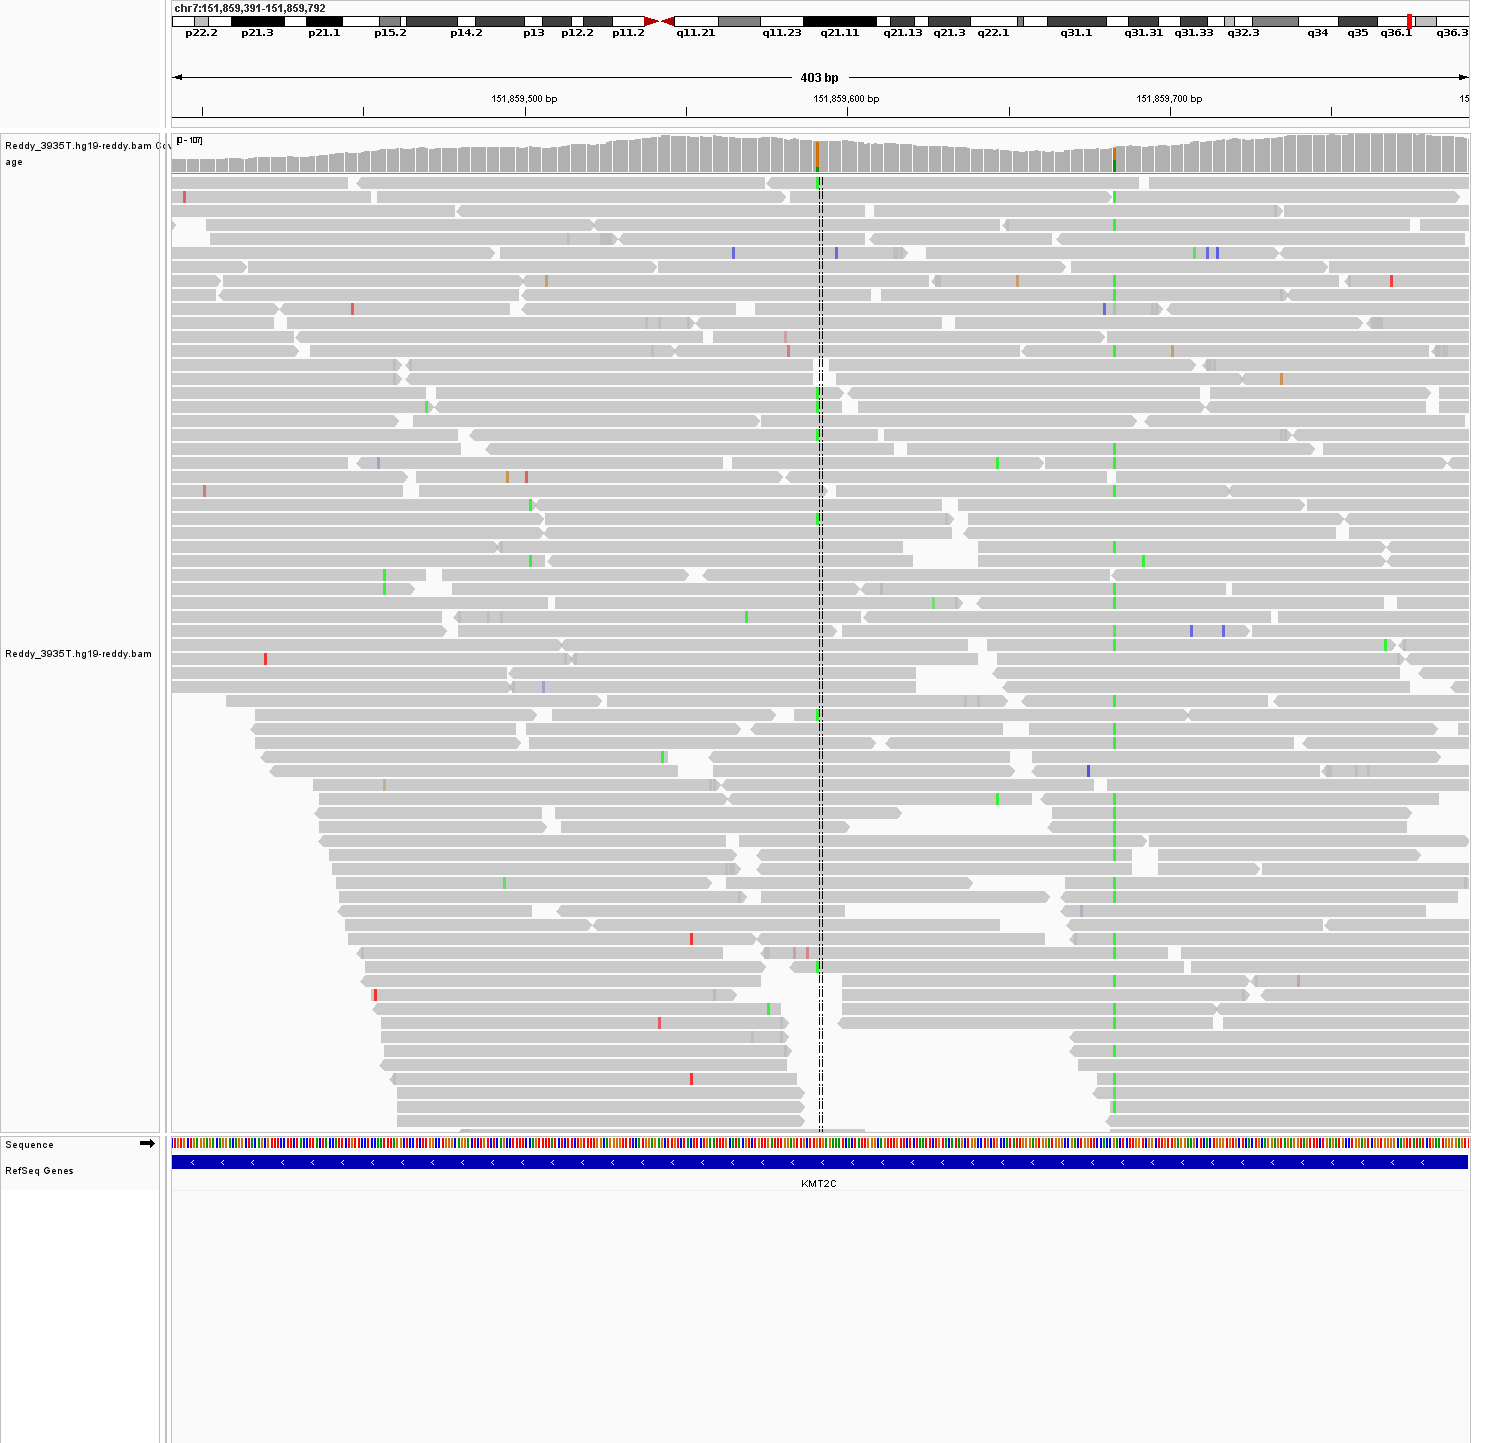 chr7:151,859,391-151,859,792
p22.2 p21.3 p21.1 p15.2 p14.2 p13 p12.2 p11.2 q11.21 q11.23 q21.11 q21.13 q21.3 q22.1 q31.1 q31.31 q31.33 q32.3 q34 q35 q36.1 q36.3
403 bp
151,859,500 bp 151,859,600 bp 151,859,700 bp 15
Reddy_3935T.hg19-reddy.bam Cov
age
[0 - 107]
Reddy_3935T.hg19-reddy.bam
Sequence
RefSeq Genes
KMT2C